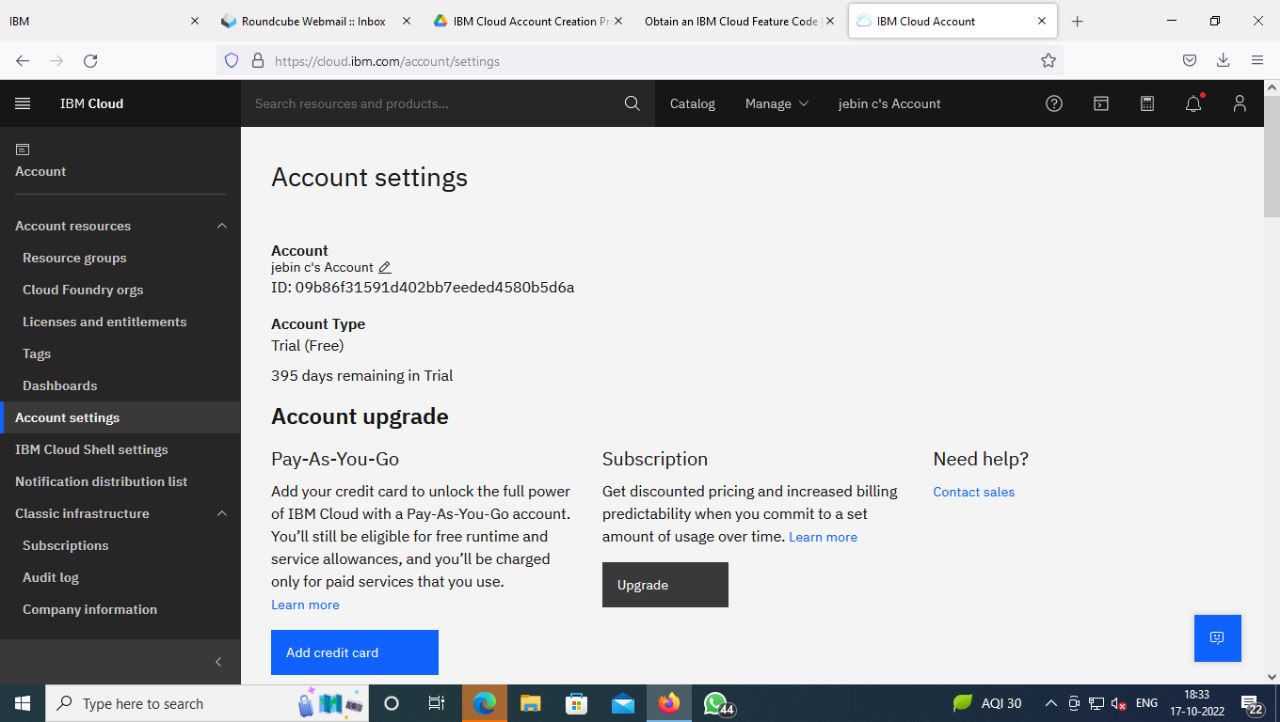 IBM
Roundcube Webmail :: Inbox
IBM Cloud Account Creation Pr
Obtain an IBM Cloud Feature Code
IBM Cloud Account
https://cloud.ibm.com/account/settings
IBM Cloud
Search resources and products...
Catalog
Manage
jebin c's Account
Account
Account resources
Resource groups
Cloud Foundry orgs
Licenses and entitlements
Tags
Dashboards
Account settings
IBM Cloud Shell settings
Notification distribution list
Classic infrastructure
Subscriptions
Audit log
Company information
Account settings
Account
jebin c's Account
ID: 09b86f31591d402bb7eeded4580b5d6a
Account Type
Trial (Free)
395 days remaining in Trial
Account upgrade
Pay-As-You-Go
Add your credit card to unlock the full power
of IBM Cloud with a Pay-As-You-Go account.
You’ll still be eligible for free runtime and
service allowances, and you’ll be charged
only for paid services that you use.
Learn more
Add credit card
Subscription
Get discounted pricing and increased billing
predictability when you commit to a set
amount of usage over time. Learn more
Upgrade
Need help?
Contact sales
Type here to search
44
AQI 30
ENG
18:33
17-10-2022
22